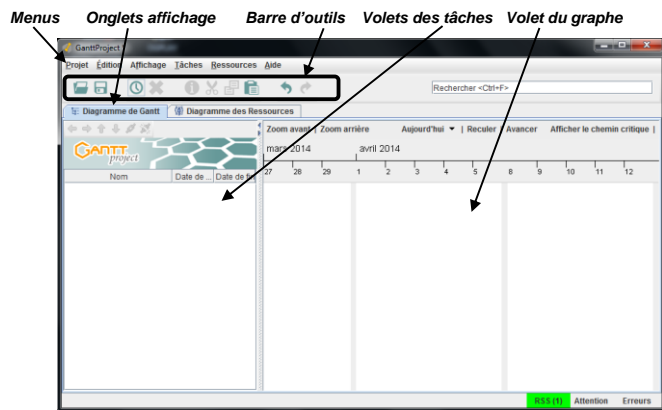 Menus Onglets affichage Barre d'outils Volets des tâches Volet du graphe
GanttProject
Projet Édition Affichage Tâches Ressources Aide
Rechercher <Ctrl+F>
Diagramme de Gantt Diagramme des Ressources
Zoom avant | Zoom arrière Aujourd'hui | Reculer | Avancer Afficher le chemin critique |
GANTT project
mars 2014 avril 2014
Nom Date de ... Date de fin
27 28 29 1 2 3 4 5 8 9 10 11 12
RSS (1) Attention Erreurs